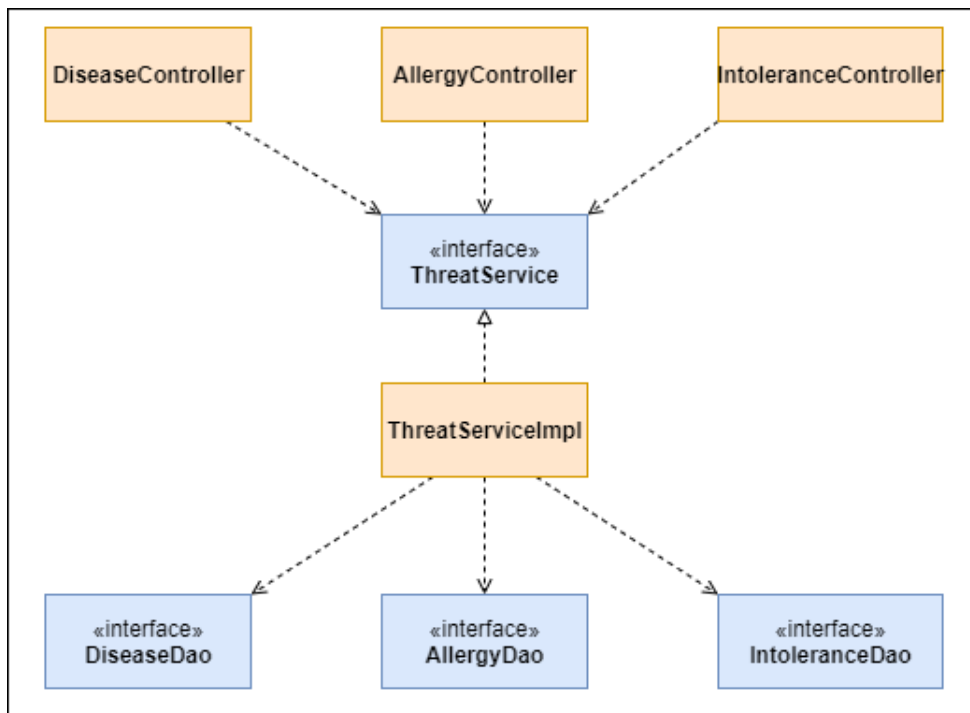 DiseaseController
AllergyController
IntoleranceController
«interface»
ThreatService
ThreatServiceImpl
«interface»
DiseaseDao
«interface»
AllergyDao
«interface»
IntoleranceDao